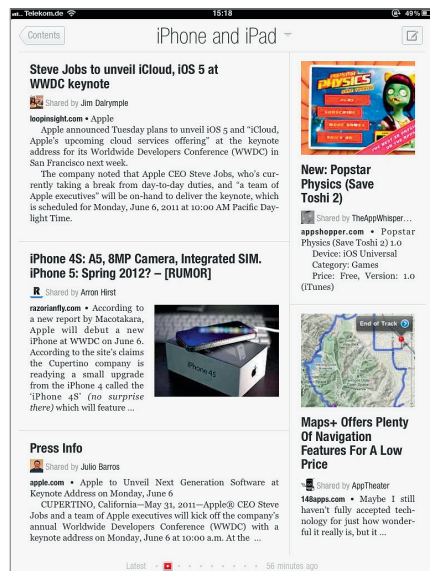 Telekom.de
15:18
49%
Contents
iPhone and iPad
Steve Jobs to unveil iCloud, iOS 5 at
WWDC keynote
Shared by Jim Dalrymple
loopinsight.com • Apple
Apple announced Tuesday plans to unveil iOS 5 and “iCloud,
Apple’s upcoming cloud services offering” at the keynote
address for its Worldwide Developers Conference (WWDC) in
San Francisco next week.
The company noted that Apple CEO Steve Jobs, who’s cur-
rently taking a break from day-to-day duties, and “a team of
Apple executives” will be on-hand to deliver the keynote, which
is scheduled for Monday, June 6, 2011 at 10:00 AM Pacific Day-
light Time.
iPhone 4S: A5, 8MP Camera, Integrated SIM.
iPhone 5: Spring 2012? – [RUMOR]
R
Shared by Arron Hirst
razorianfly.com • According to
a new report by Macotakara,
Apple will debut a new
iPhone at WWDC on June 6.
According to the site’s claims
the Cupertino company is
readying a small upgrade
from the iPhone 4 called the
‘iPhone 4S’ (no surprise
there) which will feature ...
iPhone 4S
Press Info
Shared by Julio Barros
apple.com • Apple to Unveil Next Generation Software at
Keynote Address on Monday, June 6
CUPERTINO, California—May 31, 2011—Apple® CEO Steve
Jobs and a team of Apple executives will kick off the company’s
annual Worldwide Developers Conference (WWDC) with a
keynote address on Monday, June 6 at 10:00 a.m. At the ...
POPSTAR
PHYSICS
New: Popstar
Physics (Save
Toshi 2)
Shared by TheAppWhisper...
appshopper.com • Popstar
Physics (Save Toshi 2) 1.0
Device: iOS Universal
Category: Games
Price: Free, Version: 1.0
(iTunes)
End of Track
Maps+ Offers Plenty
Of Navigation
Features For A Low
Price
Shared by AppTheater
148apps.com • Maybe I still
haven’t fully accepted tech-
nology for just how wonder-
ful it really is, but it ...
Latest
56 minutes ago